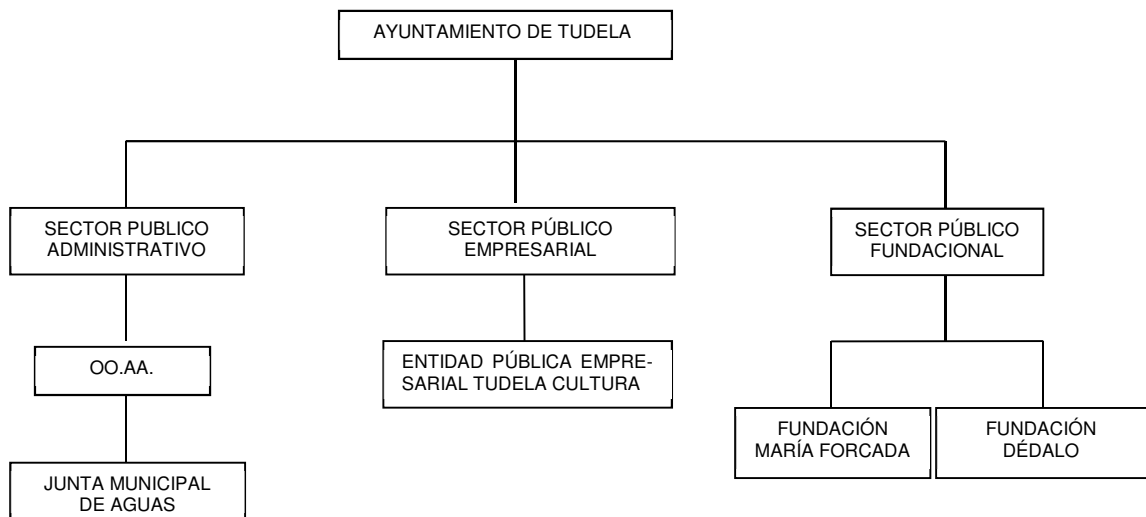 AYUNTAMIENTO DE TUDELA
SECTOR PUBLICO
ADMINISTRATIVO
SECTOR PÚBLICO
EMPRESARIAL
SECTOR PÚBLICO
FUNDACIONAL
OO.AA.
ENTIDAD PÚBLICA EMPRE-
SARIAL TUDELA CULTURA
FUNDACIÓN
MARÍA FORCADA
FUNDACIÓN
DÉDALO
JUNTA MUNICIPAL
DE AGUAS